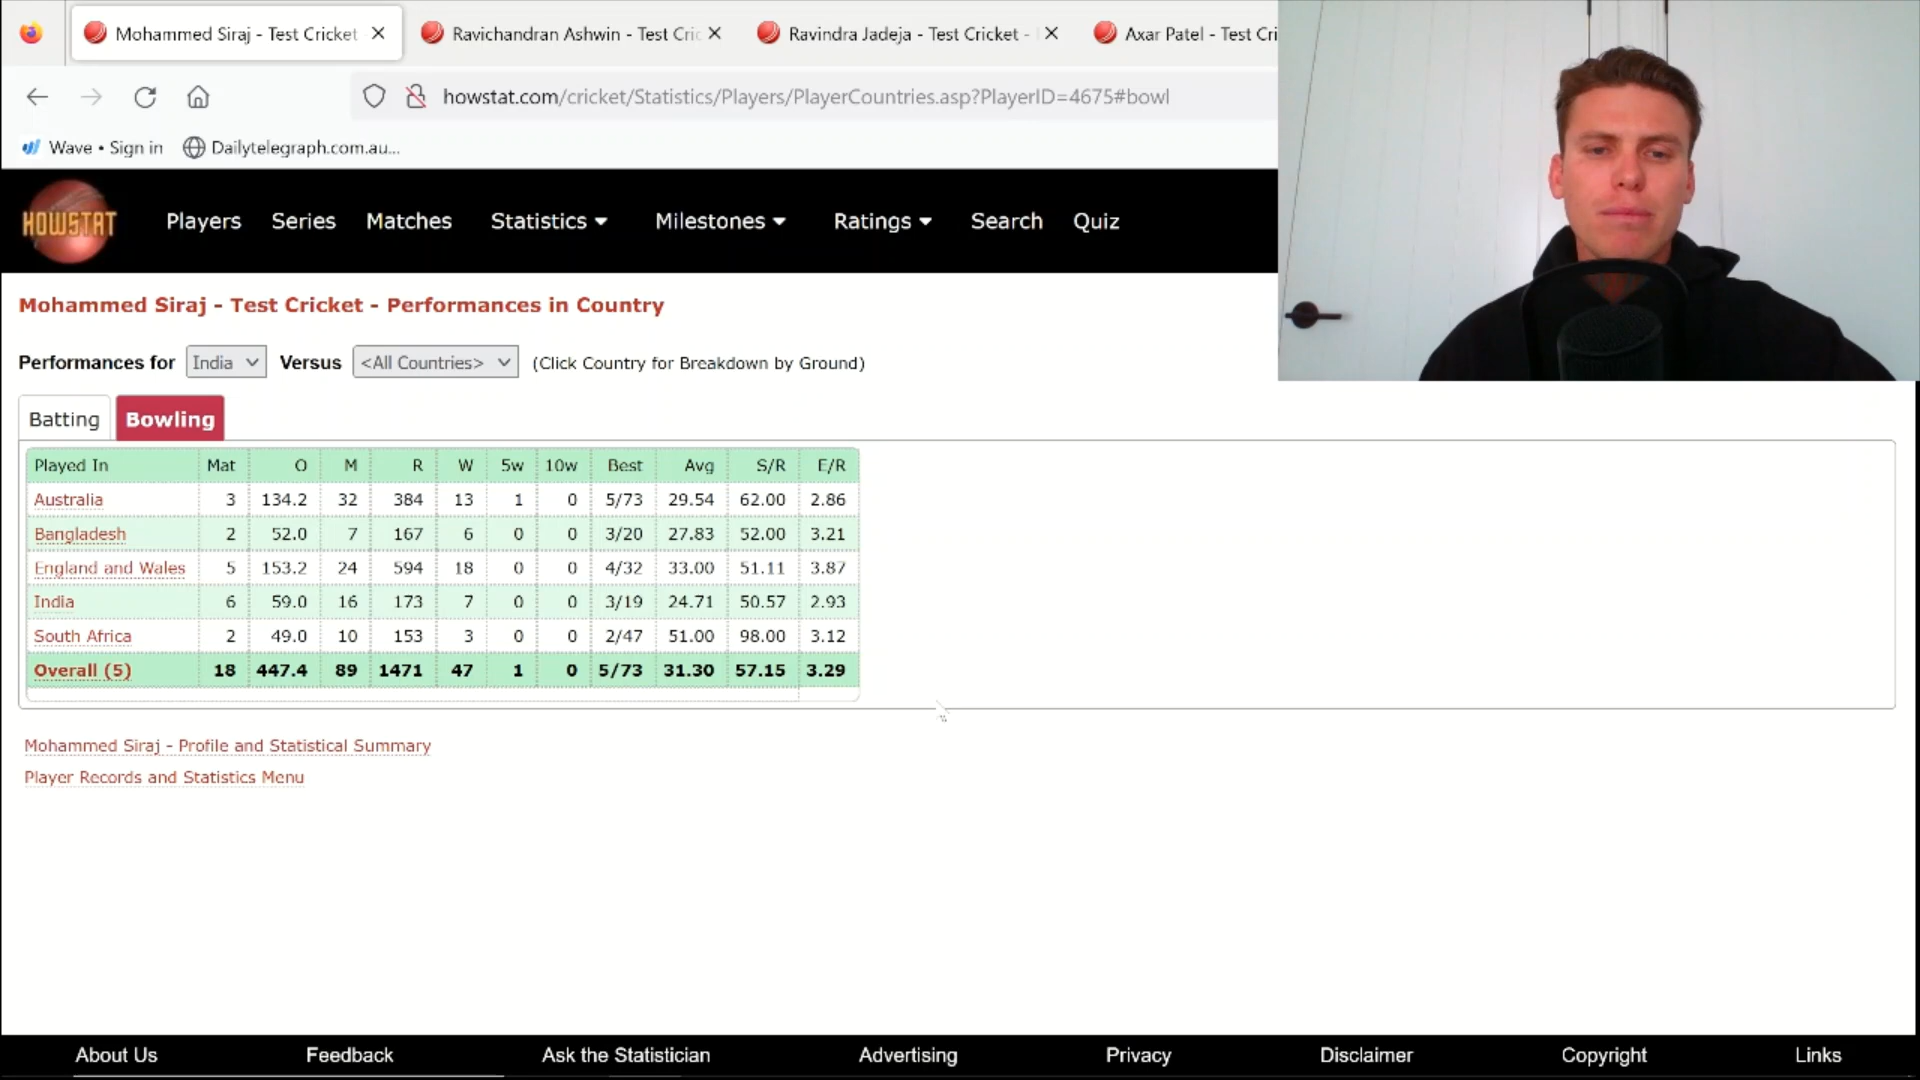 Mohammed Siraj - Test Cricket
Ravichandran Ashwin - Test Cric
Ravindra Jadeja - Test Cricket -
Axar Patel - Test Cri
howstat.com/cricket/Statistics/Players/PlayerCountries.asp?PlayerID=4675#bowl
Wave • Sign in Dailytelegraph.com.au...
HOWSTAT
Players Series Matches Statistics Milestones Ratings Search Quiz
Mohammed Siraj - Test Cricket - Performances in Country
Performances for India Versus <All Countries> (Click Country for Breakdown by Ground)
Batting Bowling
Played In Mat O M R W 5w 10w Best Avg S/R E/R
Australia 3 134.2 32 384 13 1 0 5/73 29.54 62.00 2.86
Bangladesh 2 52.0 7 167 6 0 0 3/20 27.83 52.00 3.21
England and Wales 5 153.2 24 594 18 0 0 4/32 33.00 51.11 3.87
India 6 59.0 16 173 7 0 0 3/19 24.71 50.57 2.93
South Africa 2 49.0 10 153 3 0 0 2/47 51.00 98.00 3.12
Overall (5) 18 447.4 89 1471 47 1 0 5/73 31.30 57.15 3.29
Mohammed Siraj - Profile and Statistical Summary
Player Records and Statistics Menu
About Us Feedback Ask the Statistician Advertising Privacy Disclaimer Copyright Links